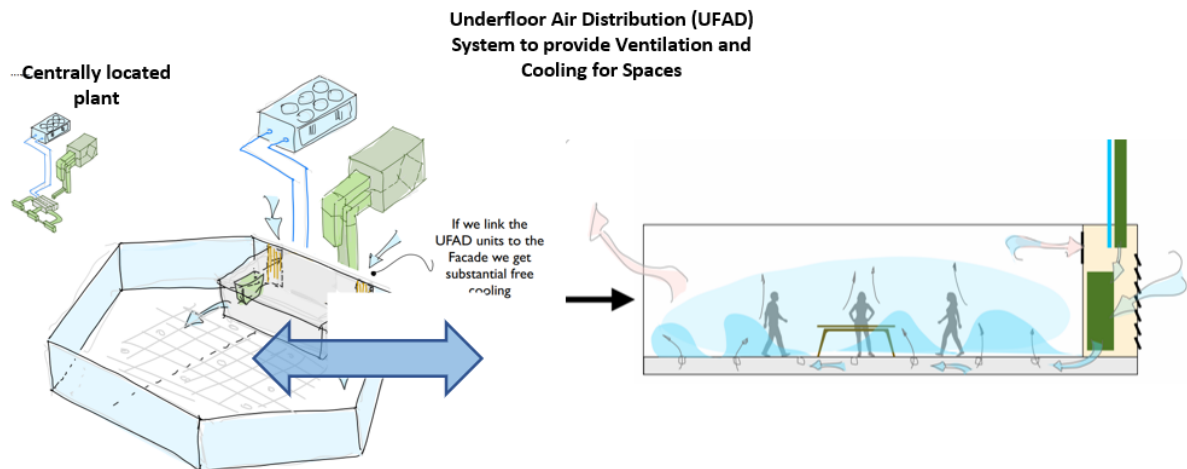 Underfloor Air Distribution (UFAD)
System to provide Ventilation and
Cooling for Spaces
Centrally located
plant
If we link the
UFAD units to the
Facade we get
substantial free
cooling